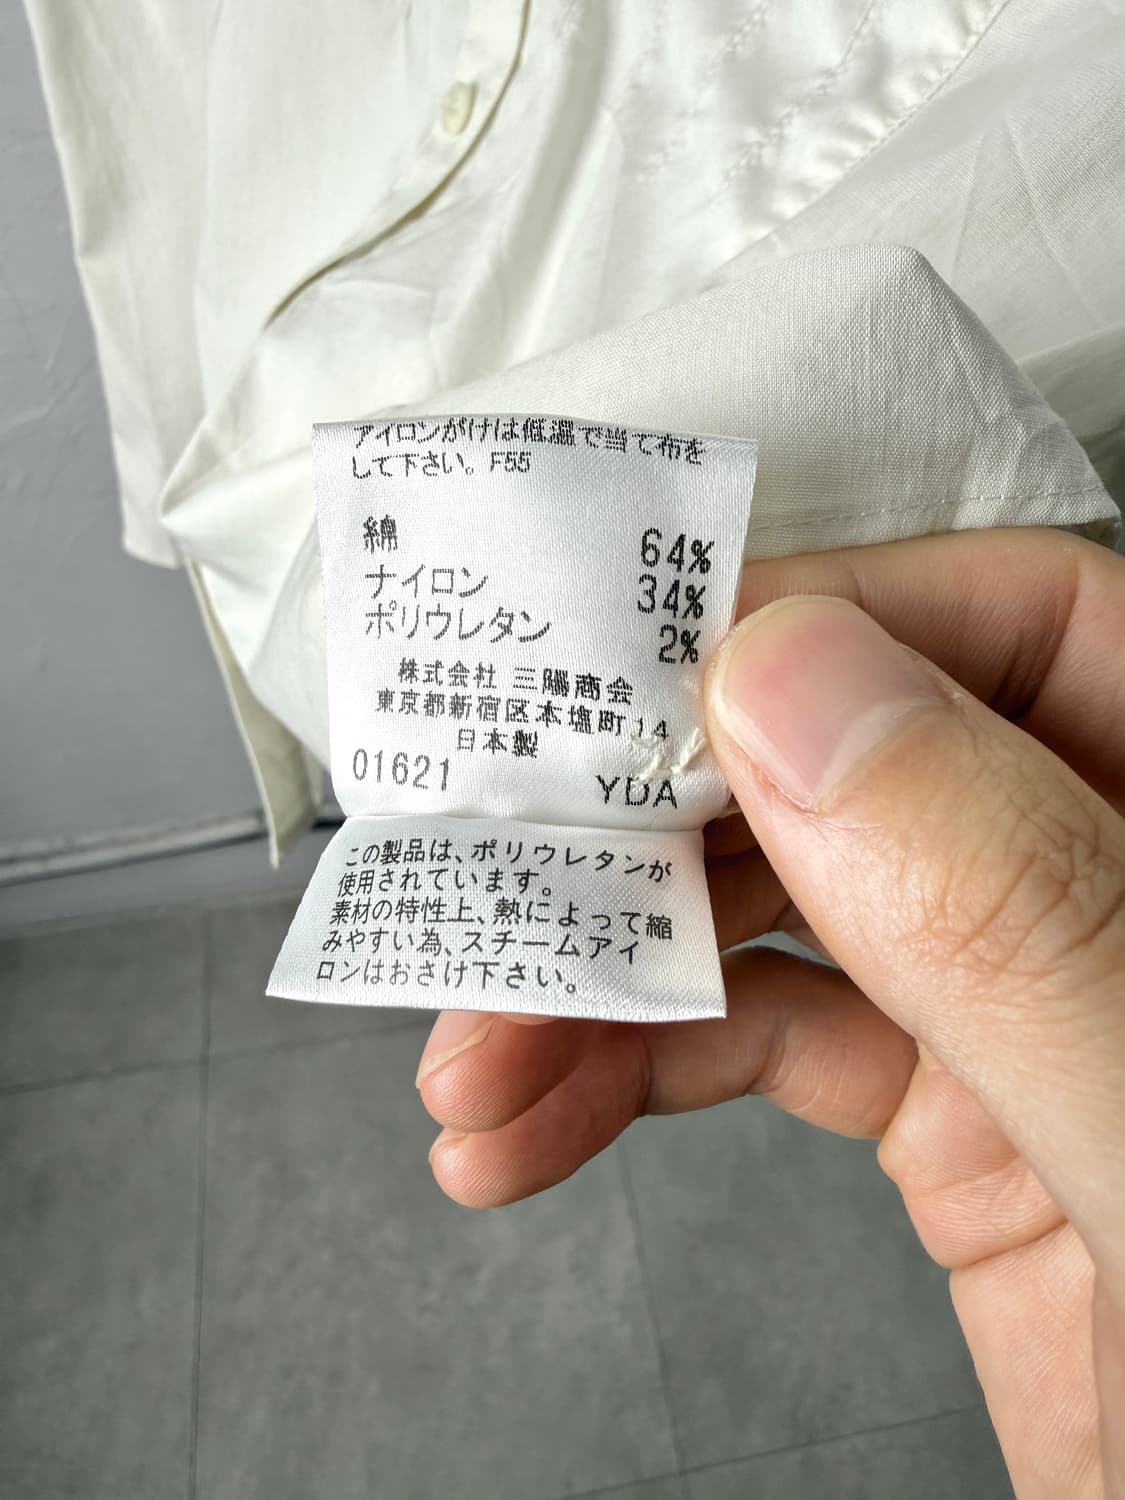 アイロンがけは低温で当て布を
して下さい。F55
綿 64%
ナイロン 34%
ポリウレタン 2%
株式会社 三陽商会
東京都新宿区本塩町14
日本製
01621 YDA
この製品は、ポリウレタンが
使用されています。
素材の特性上、熱によって縮
みやすい為、スチームアイ
ロンはおさけ下さい。